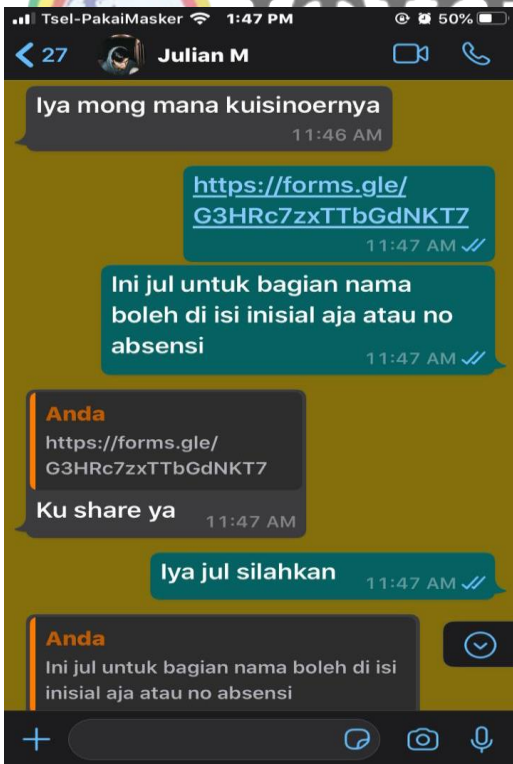 Tsel-PakaiMasker 1:47 PM 50%
27 Julian M
Iya mong mana kuisinoernya
11:46 AM
https://forms.gle/
G3HRc7zxTTbGdNKT7
11:47 AM
Ini jul untuk bagian nama
boleh di isi inisial aja atau no
absensi
11:47 AM
Anda
https://forms.gle/
G3HRc7zxTTbGdNKT7
Ku share ya 11:47 AM
Iya jul silahkan 11:47 AM
Anda
Ini jul untuk bagian nama boleh di isi
inisial aja atau no absensi